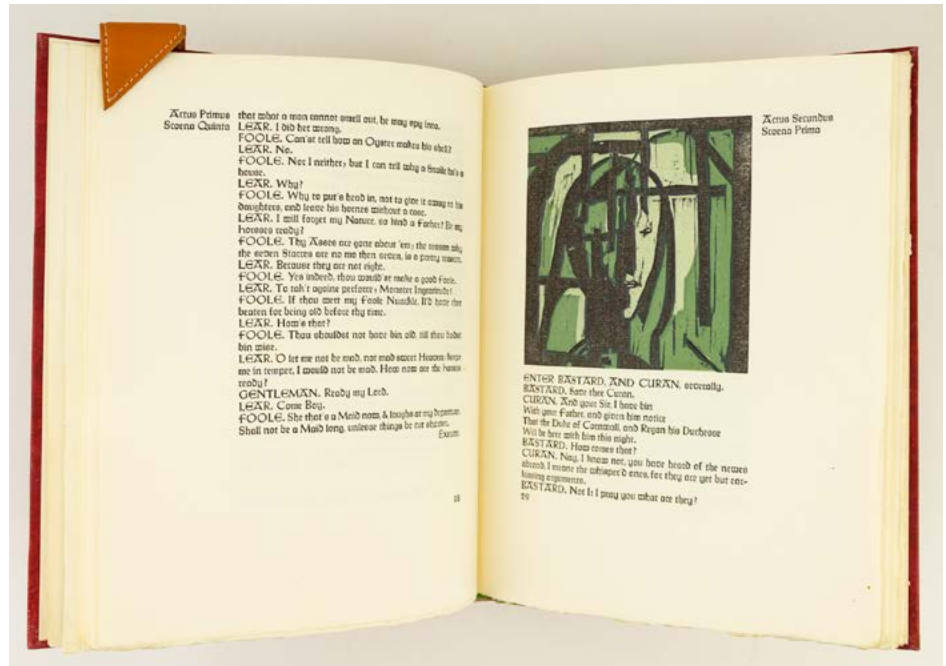 Actus Primus
Scoena Quinta
that what a man cannot smell out, he may spy into.
LEAR. I did her wrong.
FOOLE. Can'st tell how an Oyster makes his shell?
LEAR. No.
FOOLE. Nor I neither; but I can tell why a Snaile ha's a
house.
LEAR. Why?
FOOLE. Why to put's head in, not to give it away to his
daughters, and leave his hornes without a case.
LEAR. I will forget my Nature, so kind a Father? Be my
horsses ready?
FOOLE. Thy Asses are gone about 'em; the reason why
the seven Starres are no mo then seven, is a pretty reason.
LEAR. Because they are not eight.
FOOLE. Yes indeed, thou would'st make a good Foole.
LEAR. To tak't againe perforce; Monster Ingratitude!
FOOLE. If thou wert my Foole Nunckle, Il'd have thee
beaten for being old before thy time.
LEAR. How's that?
FOOLE. Thou shouldst not have bin old, till thou hadst
bin wise.
LEAR. O let me not be mad, not mad sweet Heaven: keepe
me in temper, I would not be mad. How now are the horses
ready?
GENTLEMAN. Ready my Lord.
LEAR. Come Boy.
FOOLE. She that's a Maid now, & laughs at my departure,
Shall not be a Maid long, unlesse things be cut shorter.
Exeunt.
28
Actus Secundus
Scoena Prima
ENTER BASTARD, AND CURAN, severally.
BASTARD. Save thee Curan.
CURAN. And your Sir, I have bin
With your Father, and given him notice
That the Duke of Cornwall, and Regan his Duchesse
Will be here with him this night.
BASTARD. How comes that?
CURAN. Nay, I know not, you have heard of the newes
abroad, I meane the whisper'd ones, for they are yet but ear-
kissing arguments.
BASTARD. Not I: I pray you what are they?
29